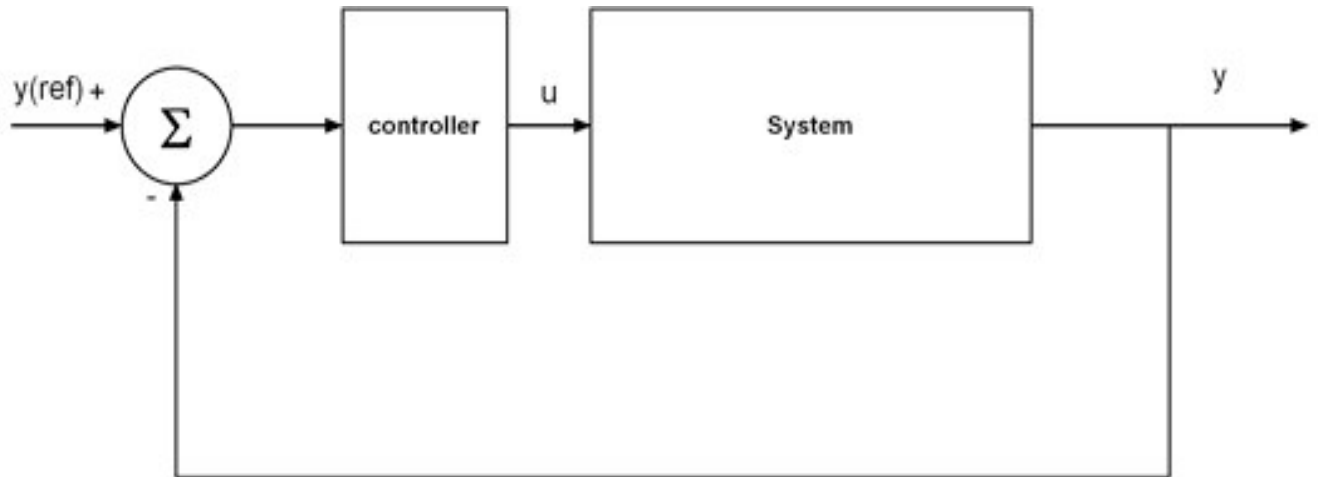 y(ref) +
Σ
-
controller
u
System
y